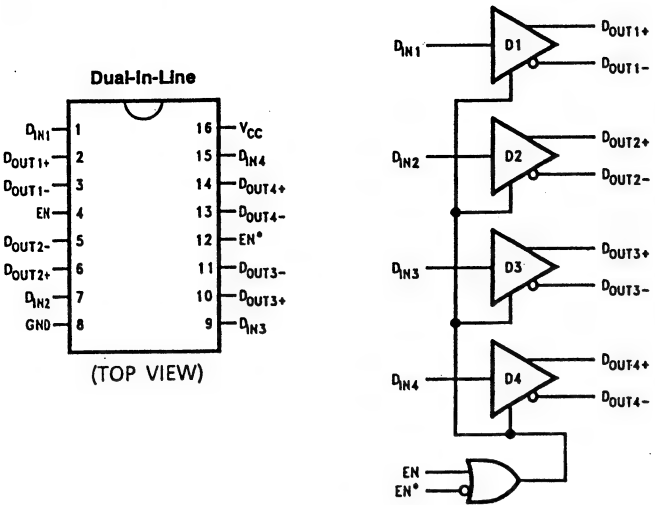 Dual-In-Line
DIN1 1 16 VCC
DOUT1+ 2 15 DIN4
DOUT1− 3 14 DOUT4+
EN 4 13 DOUT4−
DOUT2− 5 12 EN*
DOUT2+ 6 11 DOUT3−
DIN2 7 10 DOUT3+
GND 8 9 DIN3
(TOP VIEW)
DIN1 D1 DOUT1+
DOUT1−
DIN2 D2 DOUT2+
DOUT2−
DIN3 D3 DOUT3+
DOUT3−
DIN4 D4 DOUT4+
DOUT4−
EN
EN*